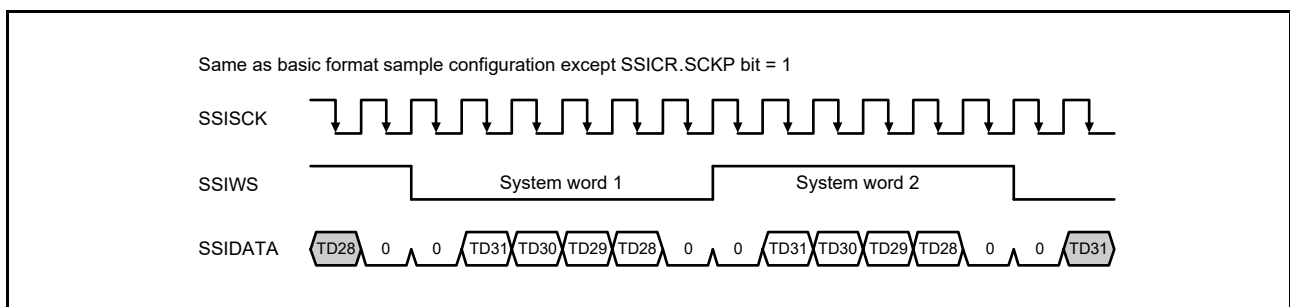 Same as basic format sample configuration except SSICR.SCKP bit = 1
SSISCK
SSIWS System word 1 System word 2
SSIDATA TD28 0 0 TD31 TD30 TD29 TD28 0 0 TD31 TD30 TD29 TD28 0 0 TD31